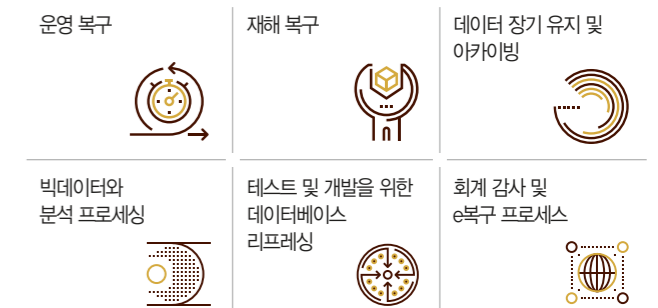 운영 복구
재해 복구
데이터 장기 유지 및
아카이빙
빅데이터와
분석 프로세싱
테스트 및 개발을 위한
데이터베이스
리프레싱
회계 감사 및
e복구 프로세스